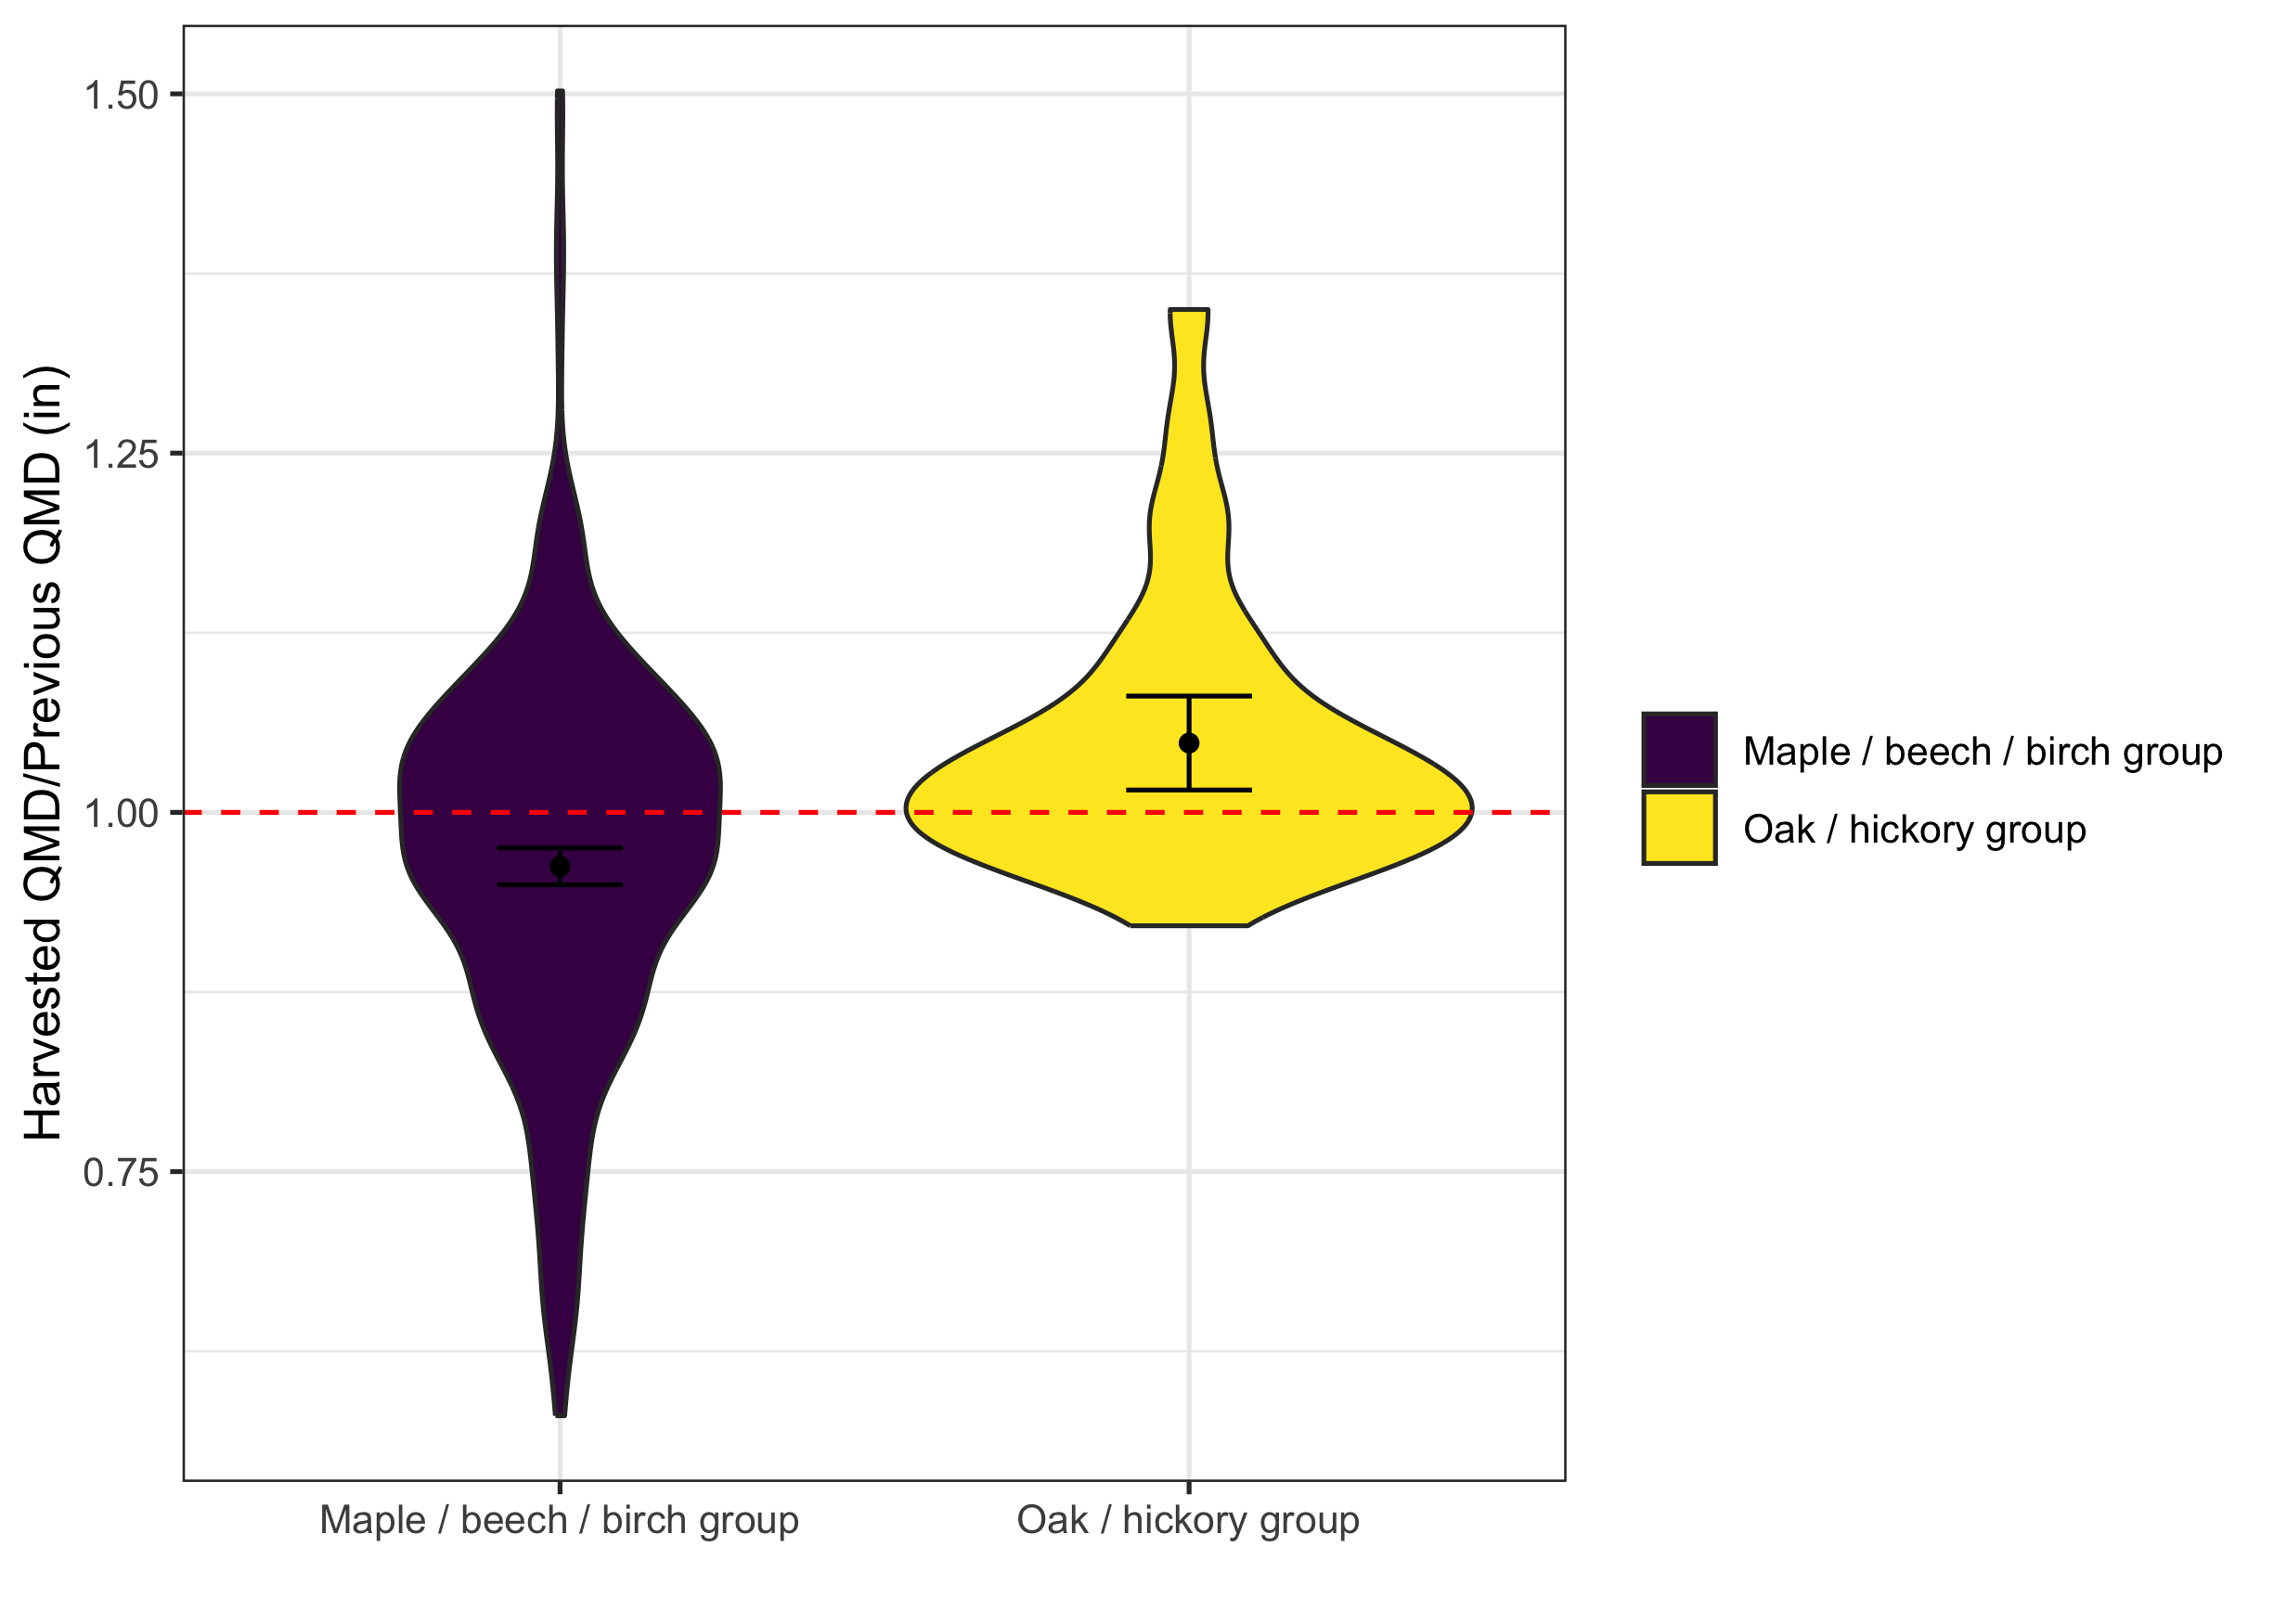 Harvested QMD/Previous QMD (in)
1.50
1.25
1.00
0.75
Maple / beech / birch group
Oak / hickory group
Maple / beech / birch group
Oak / hickory group